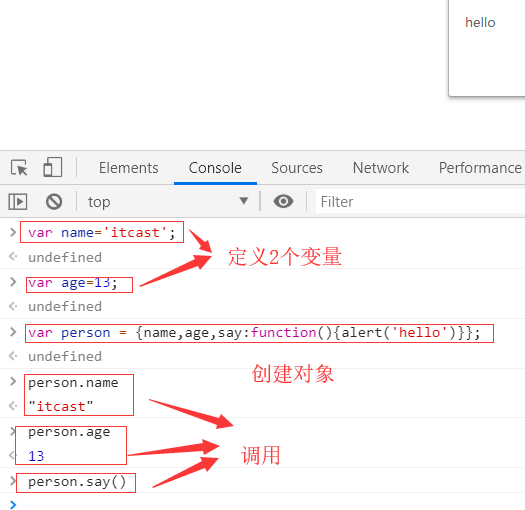 hello
Elements Console Sources Network Performance
top Filter
var name='itcast';
undefined
定义2个变量
var age=13;
undefined
var person = {name,age,say:function(){alert('hello')}};
undefined
创建对象
person.name
"itcast"
person.age
13
调用
person.say()